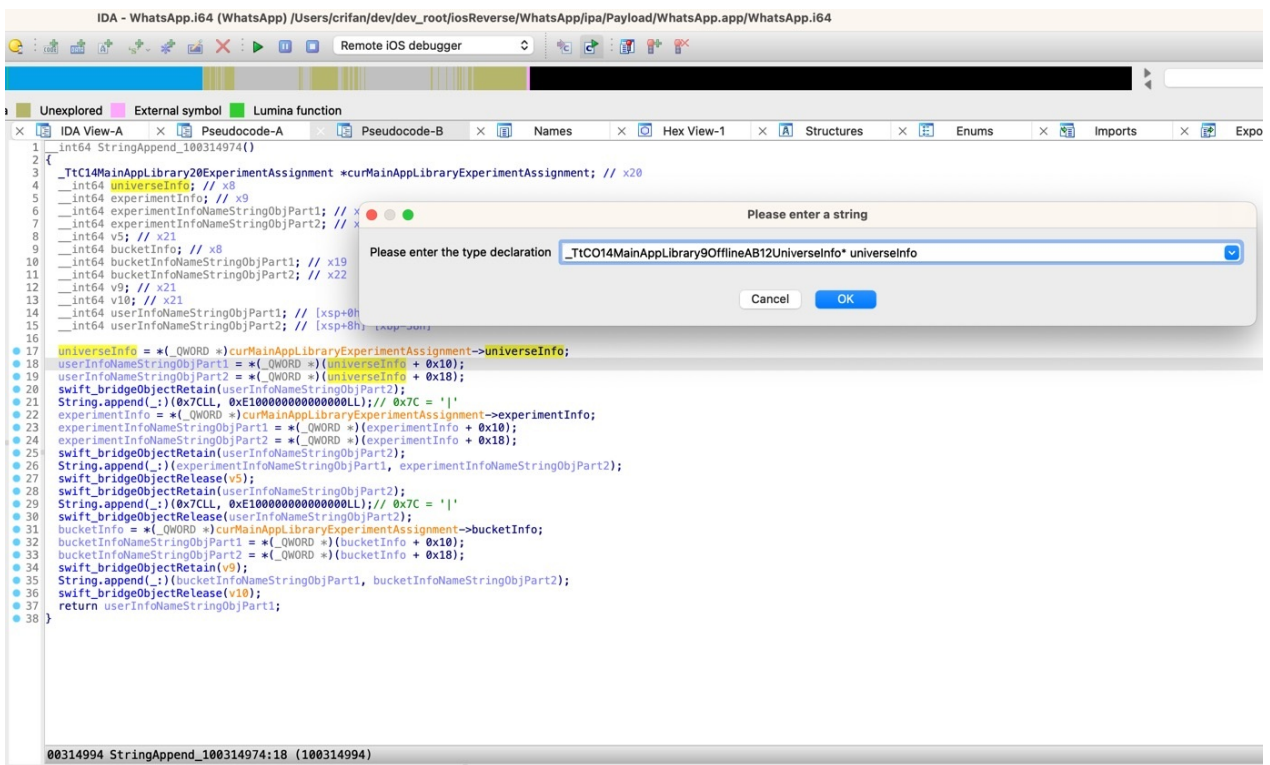 IDA - WhatsApp.i64 (WhatsApp) /Users/crifan/dev/dev_root/iosReverse/WhatsApp/ipa/Payload/WhatsApp.app/WhatsApp.i64
Remote iOS debugger
Unexplored External symbol Lumina function
IDA View-A Pseudocode-A Pseudocode-B Names Hex View-1 Structures Enums Imports Expo
1 __int64 StringAppend_100314974()
2 {
3 _TtC14MainAppLibrary20ExperimentAssignment *curMainAppLibraryExperimentAssignment; // x20
4 __int64 universeInfo; // x8
5 __int64 experimentInfo; // x9
6 __int64 experimentInfoNameStringObjPart1; // x
7 __int64 experimentInfoNameStringObjPart2; // x
8 __int64 v5; // x21
9 __int64 bucketInfo; // x8
10 __int64 bucketInfoNameStringObjPart1; // x19
11 __int64 bucketInfoNameStringObjPart2; // x22
12 __int64 v9; // x21
13 __int64 v10; // x21
14 __int64 userInfoNameStringObjPart1; // [xsp+0h
15 __int64 userInfoNameStringObjPart2; // [xsp+8h] [xbp-38h]
16
17 universeInfo = *(_QWORD *)curMainAppLibraryExperimentAssignment->universeInfo;
18 userInfoNameStringObjPart1 = *(_QWORD *)(universeInfo + 0x10);
19 userInfoNameStringObjPart2 = *(_QWORD *)(universeInfo + 0x18);
20 swift_bridgeObjectRetain(userInfoNameStringObjPart2);
21 String.append(_:)(0x7CLL, 0xE100000000000000LL);// 0x7C = '|'
22 experimentInfo = *(_QWORD *)curMainAppLibraryExperimentAssignment->experimentInfo;
23 experimentInfoNameStringObjPart1 = *(_QWORD *)(experimentInfo + 0x10);
24 experimentInfoNameStringObjPart2 = *(_QWORD *)(experimentInfo + 0x18);
25 swift_bridgeObjectRetain(userInfoNameStringObjPart2);
26 String.append(_:)(experimentInfoNameStringObjPart1, experimentInfoNameStringObjPart2);
27 swift_bridgeObjectRelease(v5);
28 swift_bridgeObjectRetain(userInfoNameStringObjPart2);
29 String.append(_:)(0x7CLL, 0xE100000000000000LL);// 0x7C = '|'
30 swift_bridgeObjectRelease(userInfoNameStringObjPart2);
31 bucketInfo = *(_QWORD *)curMainAppLibraryExperimentAssignment->bucketInfo;
32 bucketInfoNameStringObjPart1 = *(_QWORD *)(bucketInfo + 0x10);
33 bucketInfoNameStringObjPart2 = *(_QWORD *)(bucketInfo + 0x18);
34 swift_bridgeObjectRetain(v9);
35 String.append(_:)(bucketInfoNameStringObjPart1, bucketInfoNameStringObjPart2);
36 swift_bridgeObjectRelease(v10);
37 return userInfoNameStringObjPart1;
38 }
Please enter a string
Please enter the type declaration _TtCO14MainAppLibrary9OfflineAB12UniverseInfo* universeInfo
Cancel OK
00314994 StringAppend_100314974:18 (100314994)